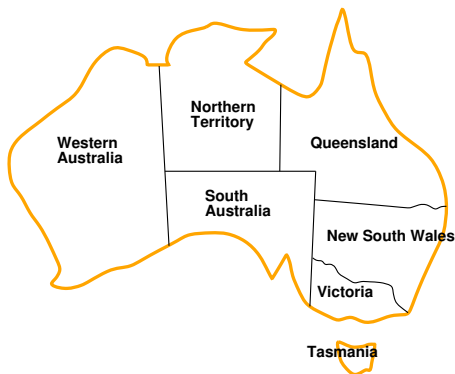 Northern
Territory
Western
Australia
Queensland
South
Australia
New South Wales
Victoria
Tasmania